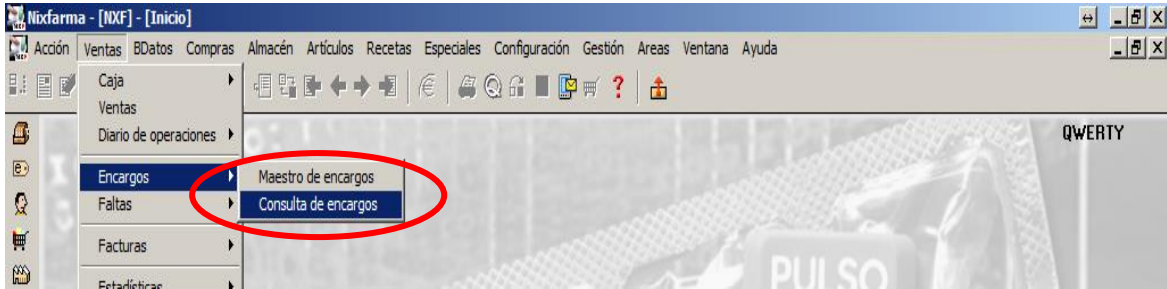 Nixfarma - [NXF] - [Inicio]
Acción Ventas BDatos Compras Almacén Artículos Recetas Especiales Configuración Gestión Areas Ventana Ayuda
Caja
Ventas
Diario de operaciones
QWERTY
Encargos
Maestro de encargos
Faltas
Consulta de encargos
Facturas
Estadísticas
PULSO